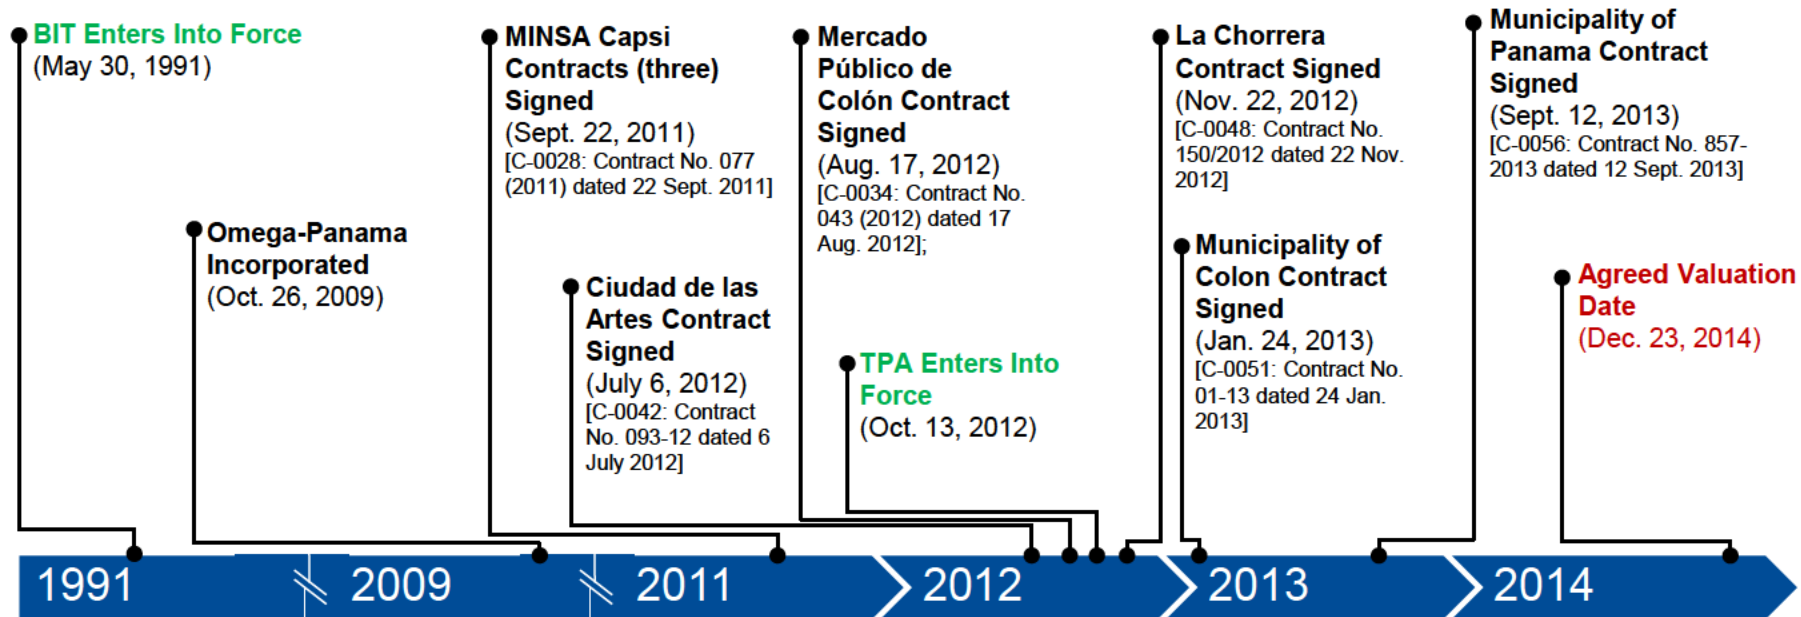 BIT Enters Into Force
(May 30, 1991)
Omega-Panama
Incorporated
(Oct. 26, 2009)
MINSA Capsi
Contracts (three)
Signed
(Sept. 22, 2011)
[C-0028: Contract No. 077
(2011) dated 22 Sept. 2011]
Ciudad de las
Artes Contract
Signed
(July 6, 2012)
[C-0042: Contract
No. 093-12 dated 6
July 2012]
Mercado
Público de
Colón Contract
Signed
(Aug. 17, 2012)
[C-0034: Contract No.
043 (2012) dated 17
Aug. 2012];
TPA Enters Into
Force
(Oct. 13, 2012)
La Chorrera
Contract Signed
(Nov. 22, 2012)
[C-0048: Contract No.
150/2012 dated 22 Nov.
2012]
Municipality of
Colon Contract
Signed
(Jan. 24, 2013)
[C-0051: Contract No.
01-13 dated 24 Jan.
2013]
Municipality of
Panama Contract
Signed
(Sept. 12, 2013)
[C-0056: Contract No. 857-
2013 dated 12 Sept. 2013]
Agreed Valuation
Date
(Dec. 23, 2014)
1991
2009
2011
2012
2013
2014